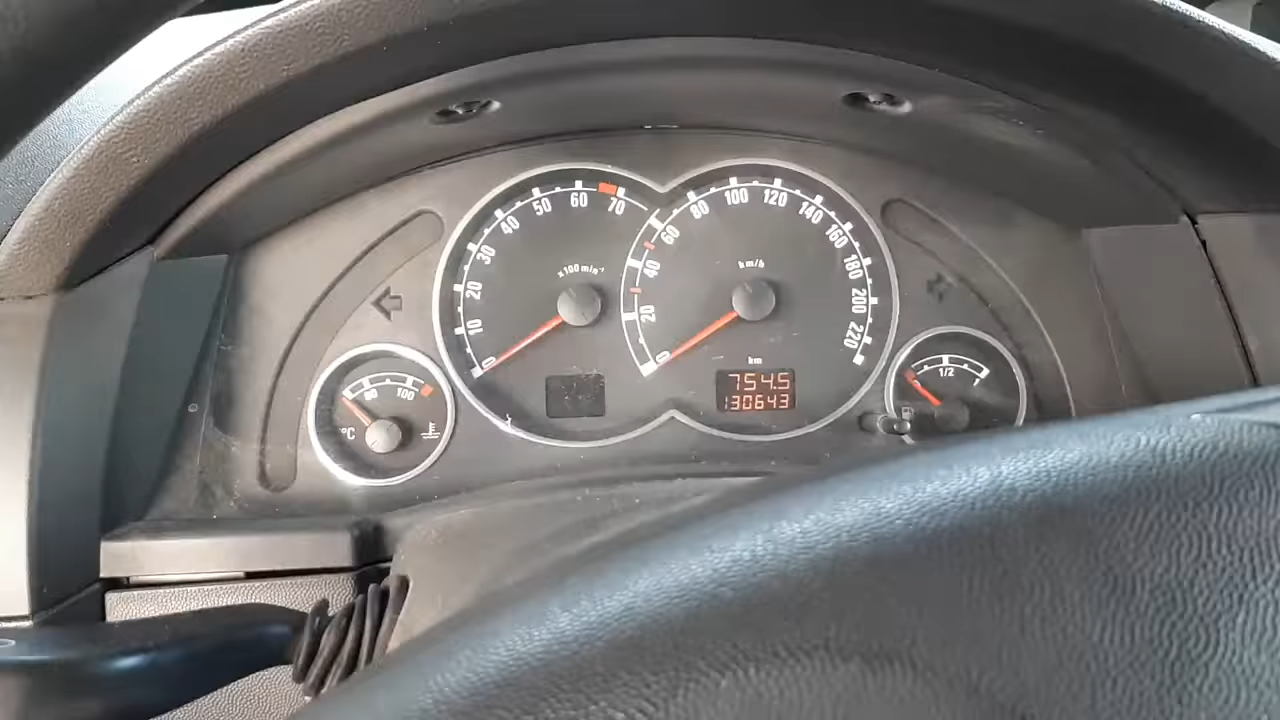 0 10 20 30 40 50 60 70
x100 min⁻¹
0 20 40 60 80 100 120 140 160 180 200 220
km/h
km
754.5
130643
80 100
°C
1/2 1